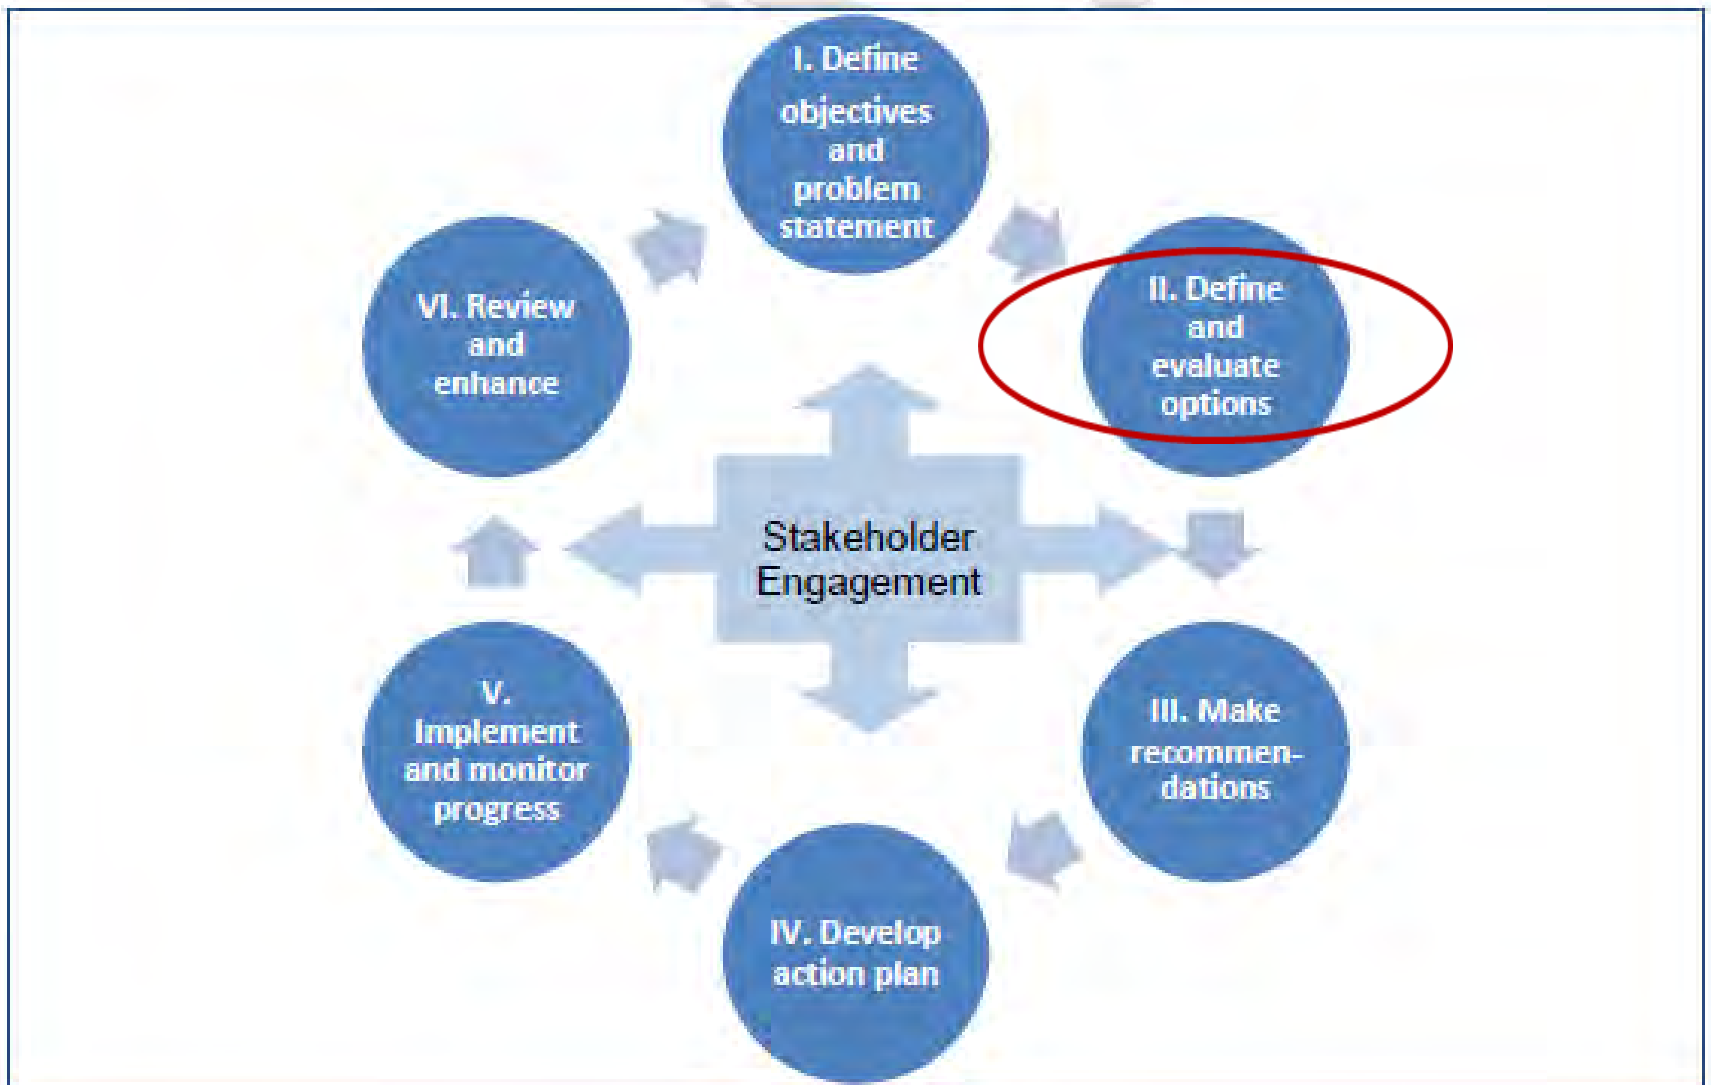 I. Define
objectives
and
problem
statement
II. Define
and
evaluate
options
III. Make
recommen-
dations
IV. Develop
action plan
V.
Implement
and monitor
progress
VI. Review
and
enhance
Stakeholder
Engagement